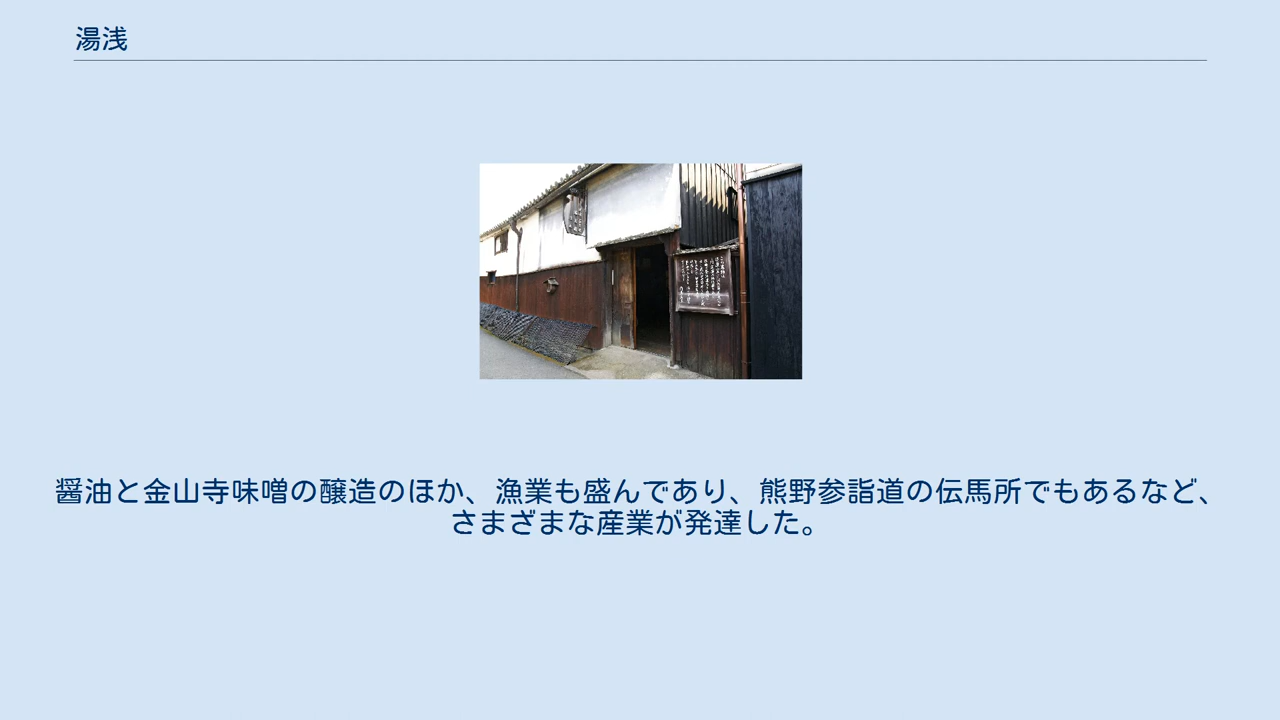 湯浅
醤油と金山寺味噌の醸造のほか、漁業も盛んであり、熊野参詣道の伝馬所でもあるなど、
さまざまな産業が発達した。